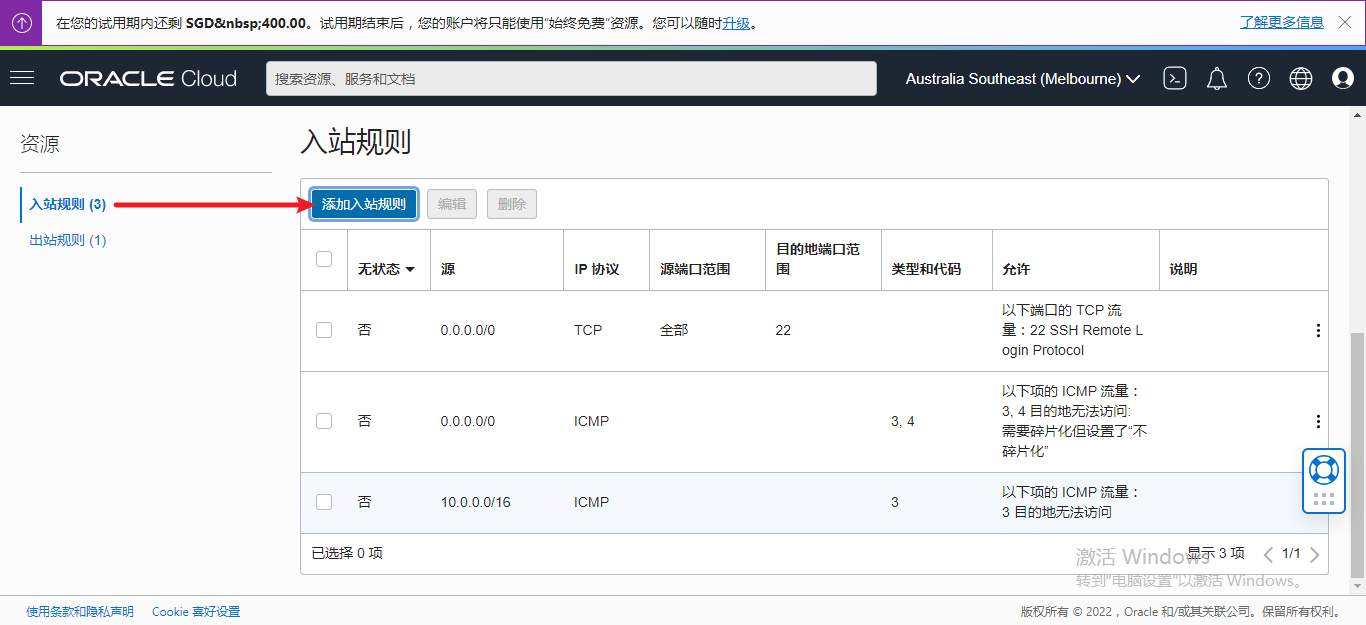 在您的试用期内还剩 SGD&nbsp;400.00。试用期结束后，您的账户将只能使用“始终免费”资源。您可以随时升级。
了解更多信息
ORACLE Cloud
搜索资源、服务和文档
Australia Southeast (Melbourne)
资源
入站规则 (3)
出站规则 (1)
入站规则
添加入站规则 编辑 删除
无状态 源 IP 协议 源端口范围 目的地端口范
围 类型和代码 允许 说明
否 0.0.0.0/0 TCP 全部 22 以下端口的 TCP 流
量：22 SSH Remote L
ogin Protocol
否 0.0.0.0/0 ICMP 3, 4 以下项的 ICMP 流量：
3, 4 目的地无法访问:
需要碎片化但设置了“不
碎片化”
否 10.0.0.0/16 ICMP 3 以下项的 ICMP 流量：
3 目的地无法访问
已选择 0 项
显示 3 项 1/1
激活 Windows
转到“电脑设置”以激活 Windows。
使用条款和隐私声明 Cookie 喜好设置
版权所有 © 2022，Oracle 和/或其关联公司。保留所有权利。